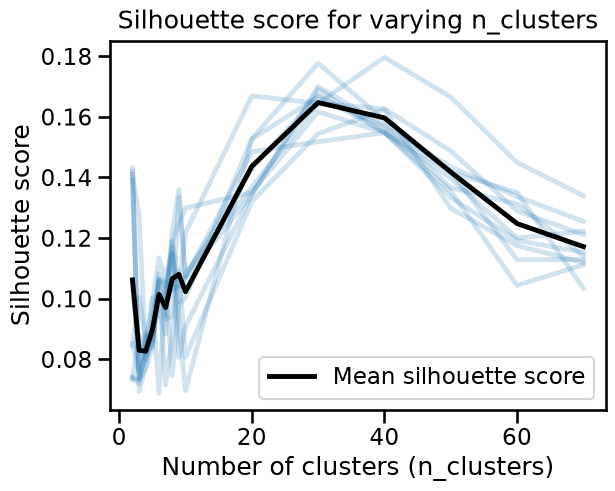 Silhouette score for varying n_clusters
Silhouette score
0.18
0.16
0.14
0.12
0.10
0.08
Mean silhouette score
0 20 40 60
Number of clusters (n_clusters)